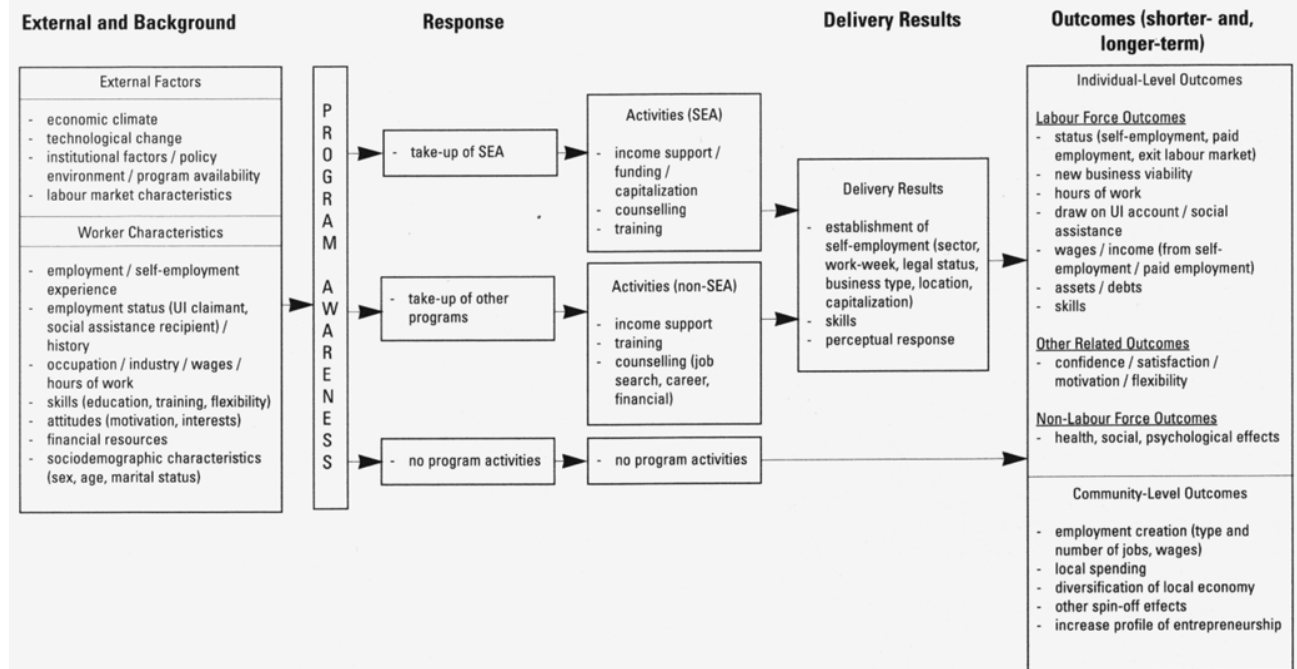 External and Background
Response
Delivery Results
Outcomes (shorter- and,
longer-term)
External Factors
- economic climate
- technological change
- institutional factors / policy
environment / program availability
- labour market characteristics
Worker Characteristics
- employment / self-employment
experience
- employment status (UI claimant,
social assistance recipient) /
history
- occupation / industry / wages /
hours of work
- skills (education, training, flexibility)
- attitudes (motivation, interests)
- financial resources
- sociodemographic characteristics
(sex, age, marital status)
PROGRAM AWARENESS
- take-up of SEA
- take-up of other
programs
- no program activities
Activities (SEA)
- income support /
funding /
capitalization
- counselling
- training
Activities (non-SEA)
- income support
- training
- counselling (job
search, career,
financial)
- no program activities
Delivery Results
- establishment of
self-employment (sector,
work-week, legal status,
business type, location,
capitalization)
- skills
- perceptual response
Individual-Level Outcomes
Labour Force Outcomes
- status (self-employment, paid
employment, exit labour market)
- new business viability
- hours of work
- draw on UI account / social
assistance
- wages / income (from self-
employment / paid employment)
- assets / debts
- skills
Other Related Outcomes
- confidence / satisfaction /
motivation / flexibility
Non-Labour Force Outcomes
- health, social, psychological effects
Community-Level Outcomes
- employment creation (type and
number of jobs, wages)
- local spending
- diversification of local economy
- other spin-off effects
- increase profile of entrepreneurship